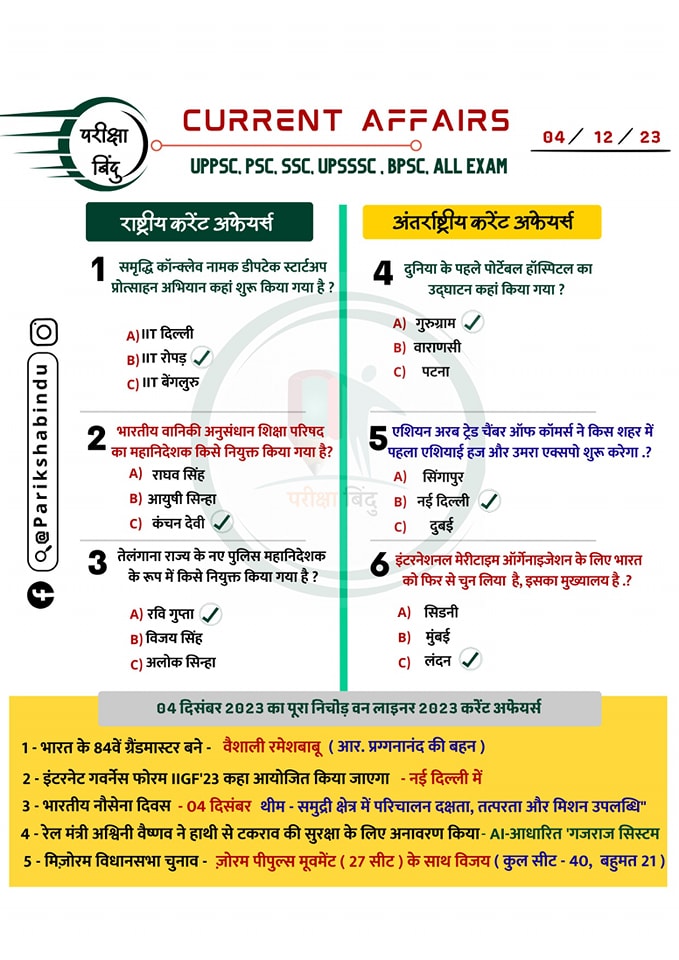 परीक्षा
बिंदु
CURRENT AFFAIRS
04 / 12 / 23
UPPSC, PSC, SSC, UPSSSC , BPSC, ALL EXAM
राष्ट्रीय करेंट अफेयर्स
1 समृद्धि कॉन्क्लेव नामक डीपटेक स्टार्टअप
प्रोत्साहन अभियान कहां शुरू किया गया है ?
A) IIT दिल्ली
B) IIT रोपड़
C) IIT बेंगलुरु
2 भारतीय वानिकी अनुसंधान शिक्षा परिषद
का महानिदेशक किसे नियुक्त किया गया है?
A) राघव सिंह
B) आयुषी सिन्हा
C) कंचन देवी
3 तेलंगाना राज्य के नए पुलिस महानिदेशक
के रूप में किसे नियुक्त किया गया है ?
A) रवि गुप्ता
B) विजय सिंह
C) अलोक सिन्हा
अंतर्राष्ट्रीय करेंट अफेयर्स
4 दुनिया के पहले पोर्टेबल हॉस्पिटल का
उद्घाटन कहां किया गया ?
A) गुरुग्राम
B) वाराणसी
C) पटना
5 एशियन अरब ट्रेड चैंबर ऑफ कॉमर्स ने किस शहर में
पहला एशियाई हज और उमरा एक्सपो शुरू करेगा .?
A) सिंगापुर
B) नई दिल्ली
C) दुबई
6 इंटरनेशनल मेरीटाइम ऑर्गेनाइजेशन के लिए भारत
को फिर से चुन लिया है, इसका मुख्यालय है .?
A) सिडनी
B) मुंबई
C) लंदन
@Parikshabindu
परीक्षा बिंदु
04 दिसंबर 2023 का पूरा निचोड़ वन लाइनर 2023 करेंट अफेयर्स
1 - भारत के 84वें ग्रैंडमास्टर बने - वैशाली रमेशबाबू ( आर. प्रग्गनानंद की बहन )
2 - इंटरनेट गवर्नेस फोरम IIGF'23 कहा आयोजित किया जाएगा - नई दिल्ली में
3 - भारतीय नौसेना दिवस - 04 दिसंबर थीम - समुद्री क्षेत्र में परिचालन दक्षता, तत्परता और मिशन उपलब्धि"
4 - रेल मंत्री अश्विनी वैष्णव ने हाथी से टकराव की सुरक्षा के लिए अनावरण किया- AI-आधारित 'गजराज सिस्टम
5 - मिज़ोरम विधानसभा चुनाव - ज़ोरम पीपुल्स मूवमेंट ( 27 सीट ) के साथ विजय ( कुल सीट - 40, बहुमत 21 )